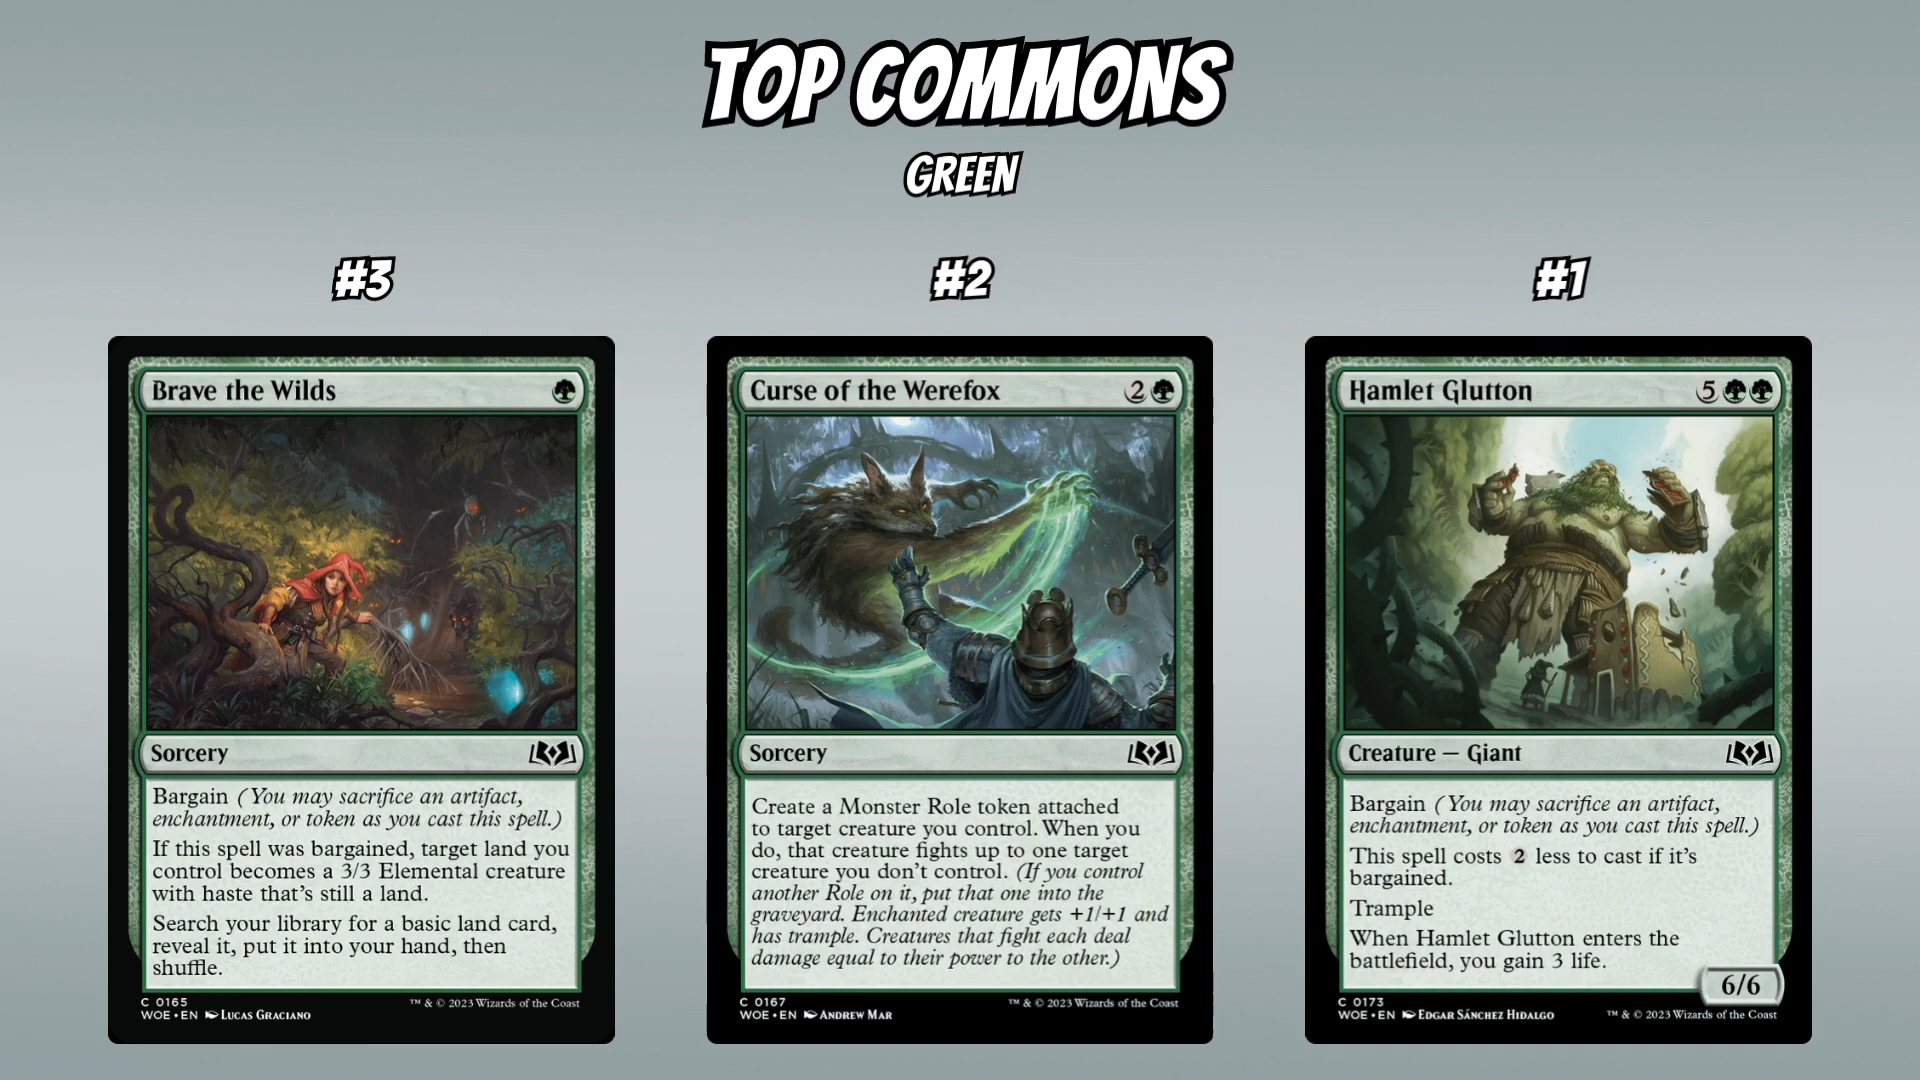 TOP COMMONS
GREEN
#3
#2
#1
Brave the Wilds
Sorcery
Bargain (You may sacrifice an artifact,
enchantment, or token as you cast this spell.)
If this spell was bargained, target land you
control becomes a 3/3 Elemental creature
with haste that's still a land.
Search your library for a basic land card,
reveal it, put it into your hand, then
shuffle.
C 0165
WOE • EN LUCAS GRACIANO
™ & © 2023 Wizards of the Coast
Curse of the Werefox 2
Sorcery
Create a Monster Role token attached
to target creature you control. When you
do, that creature fights up to one target
creature you don't control. (If you control
another Role on it, put that one into the
graveyard. Enchanted creature gets +1/+1 and
has trample. Creatures that fight each deal
damage equal to their power to the other.)
C 0167
WOE • EN ANDREW MAR
™ & © 2023 Wizards of the Coast
Hamlet Glutton 5
Creature — Giant
Bargain (You may sacrifice an artifact,
enchantment, or token as you cast this spell.)
This spell costs 2 less to cast if it's
bargained.
Trample
When Hamlet Glutton enters the
battlefield, you gain 3 life.
6/6
C 0173
WOE • EN EDGAR SÁNCHEZ HIDALGO
™ & © 2023 Wizards of the Coast